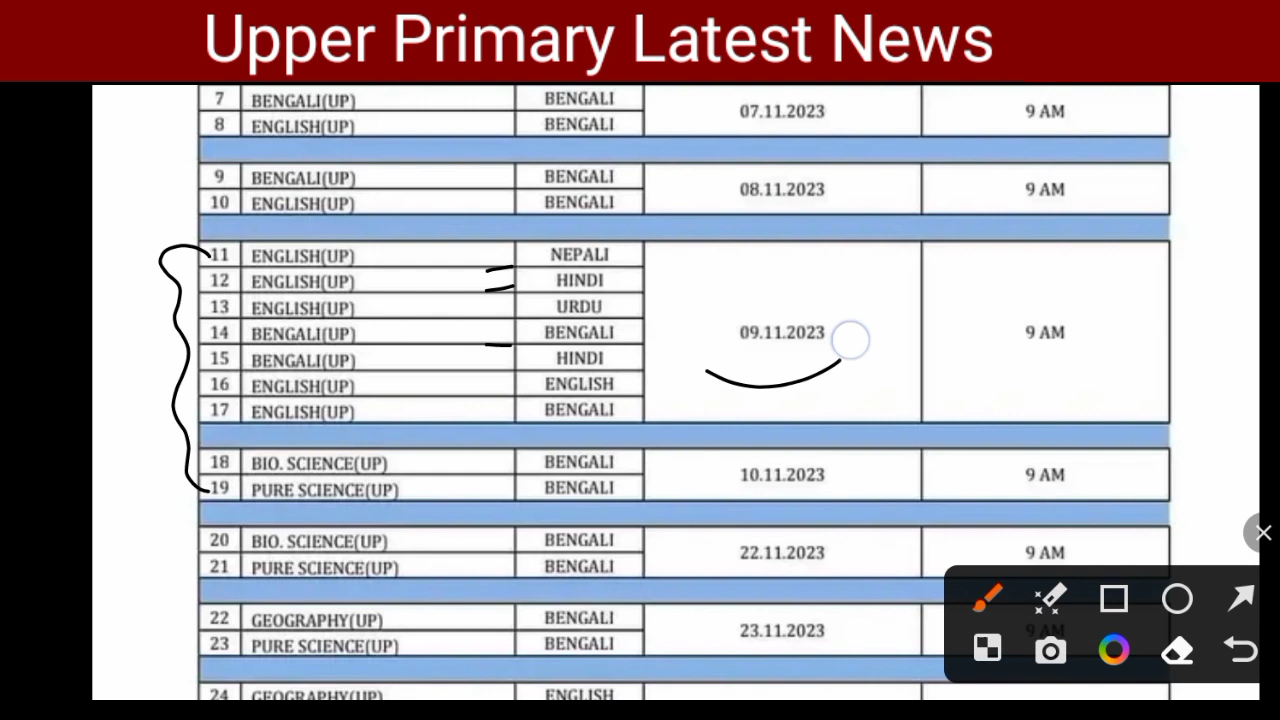 Upper Primary Latest News
7 BENGALI(UP) BENGALI 07.11.2023 9 AM
8 ENGLISH(UP) BENGALI
9 BENGALI(UP) BENGALI 08.11.2023 9 AM
10 ENGLISH(UP) BENGALI
11 ENGLISH(UP) NEPALI 09.11.2023 9 AM
12 ENGLISH(UP) HINDI
13 ENGLISH(UP) URDU
14 BENGALI(UP) BENGALI
15 BENGALI(UP) HINDI
16 ENGLISH(UP) ENGLISH
17 ENGLISH(UP) BENGALI
18 BIO. SCIENCE(UP) BENGALI 10.11.2023 9 AM
19 PURE SCIENCE(UP) BENGALI
20 BIO. SCIENCE(UP) BENGALI 22.11.2023 9 AM
21 PURE SCIENCE(UP) BENGALI
22 GEOGRAPHY(UP) BENGALI 23.11.2023 9 AM
23 PURE SCIENCE(UP) BENGALI
24 GEOGRAPHY(UP) ENGLISH